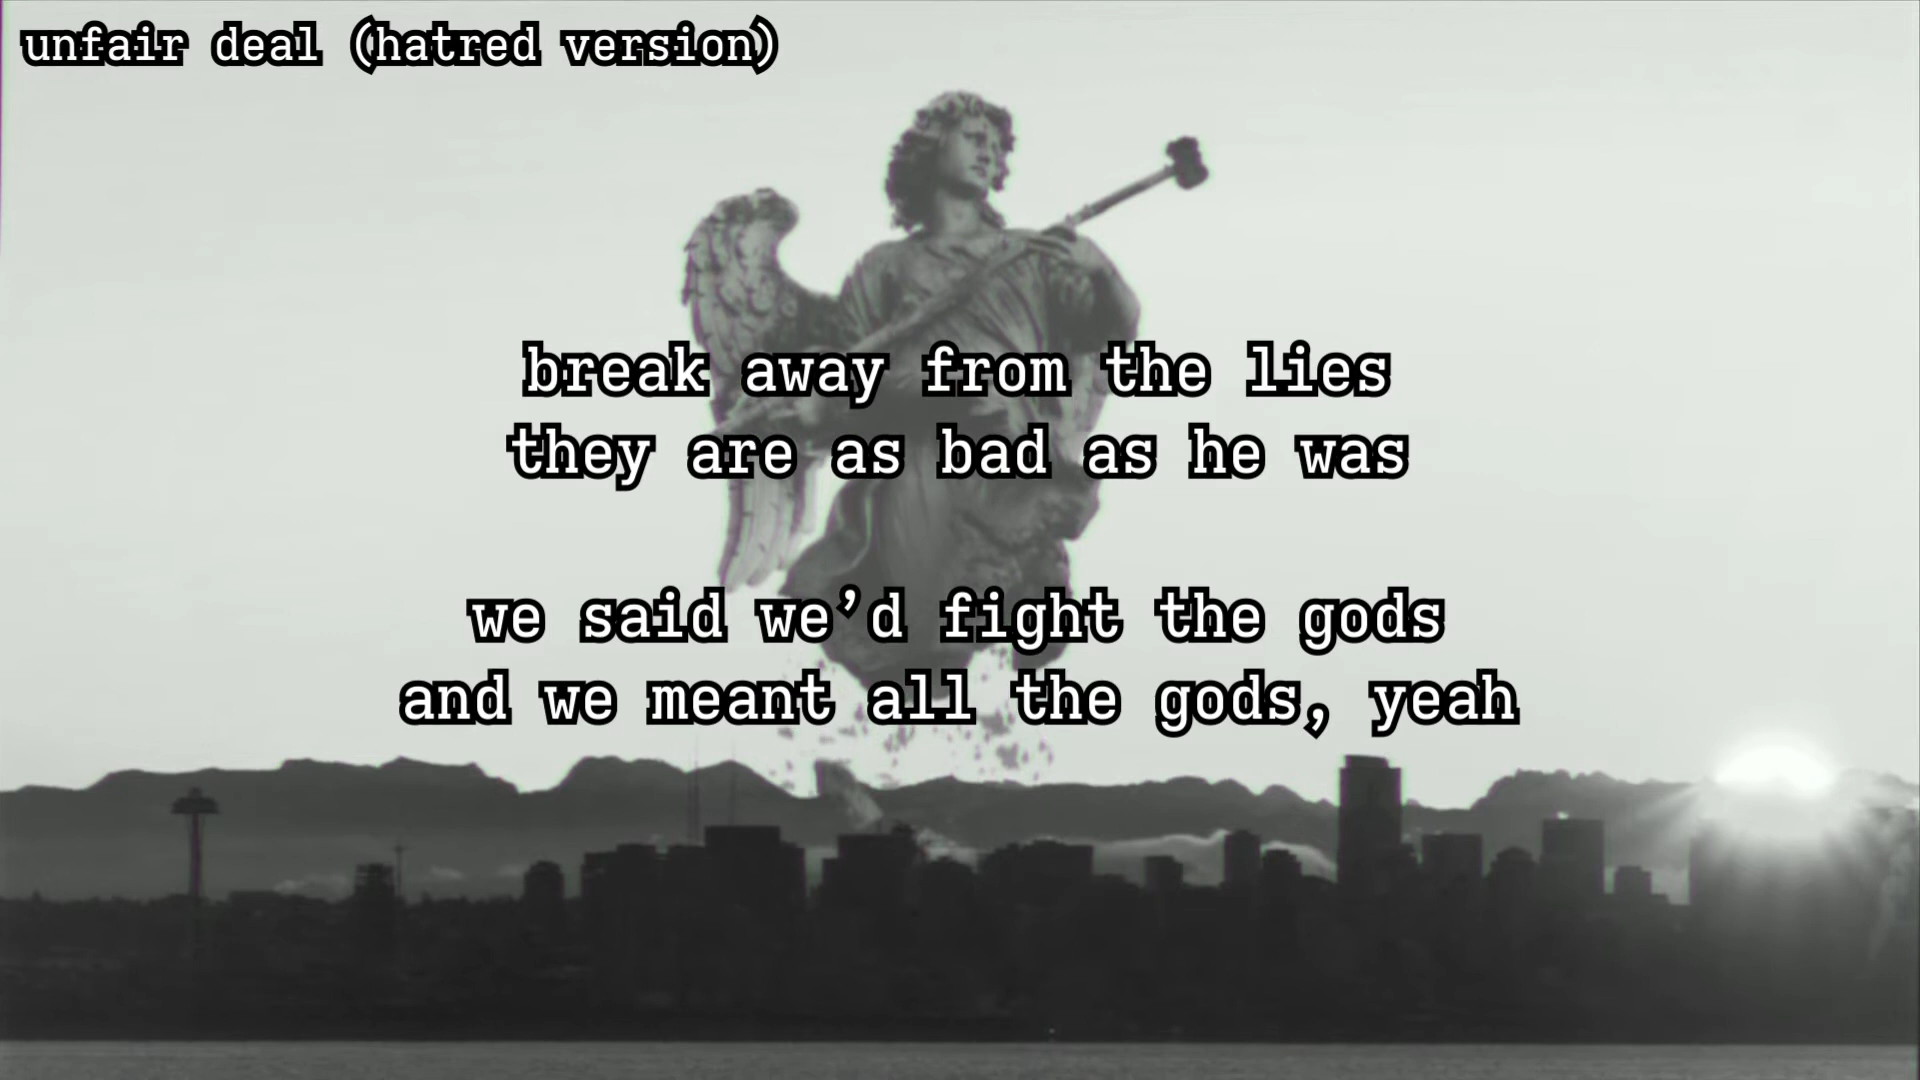 unfair deal (hatred version)
break away from the lies
they are as bad as he was
we said we’d fight the gods
and we meant all the gods, yeah